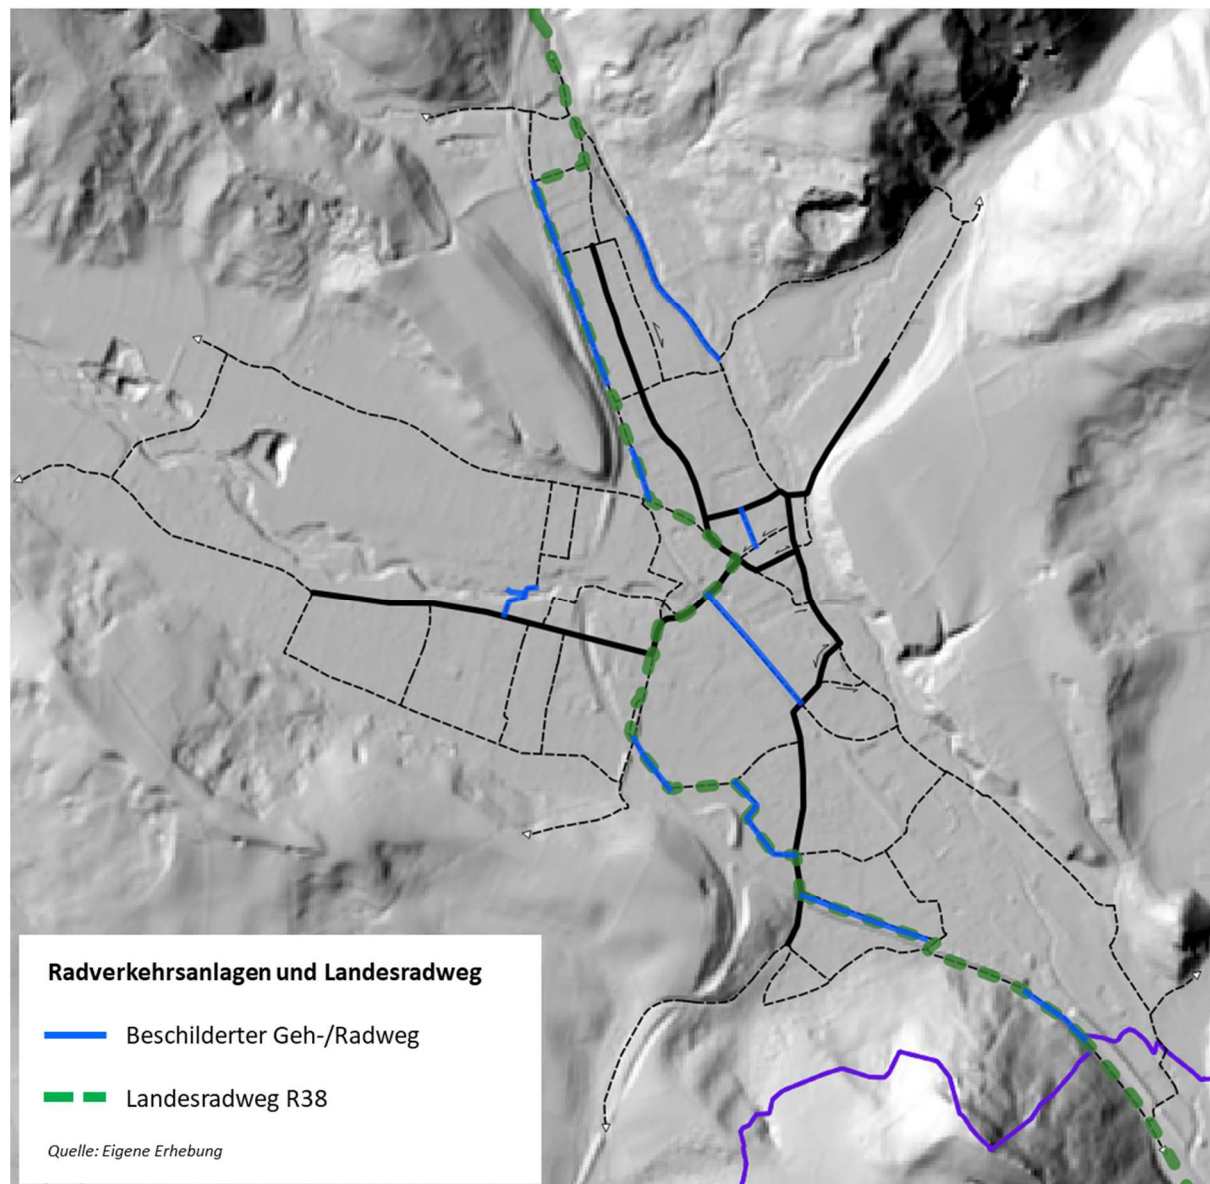 Radverkehrsanlagen und Landesradweg
Beschilderter Geh-/Radweg
Landesradweg R38
Quelle: Eigene Erhebung